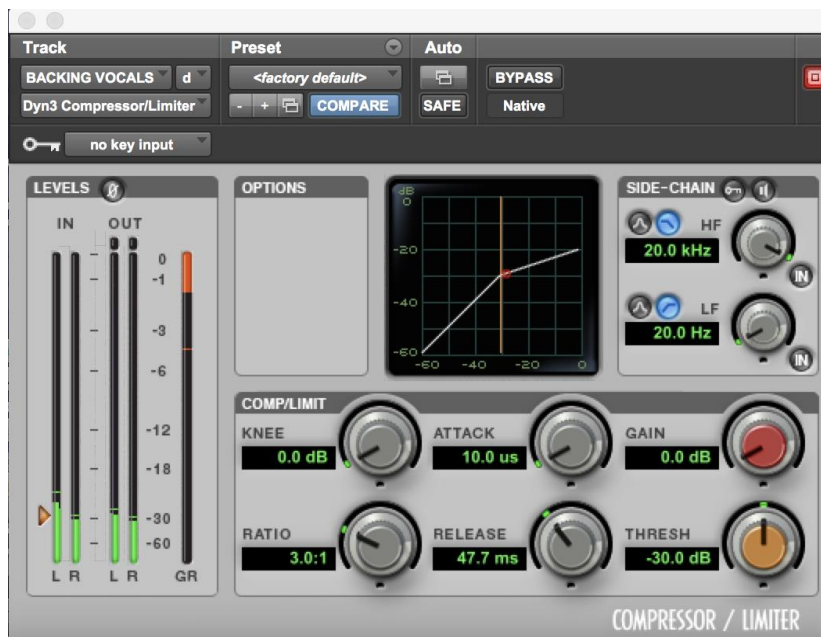 Track
Preset
Auto
BACKING VOCALS
d
<factory default>
BYPASS
Dyn3 Compressor/Limiter
- +
COMPARE
SAFE
Native
no key input
LEVELS Ø
OPTIONS
SIDE-CHAIN
IN OUT
0
-1
-3
-6
-12
-18
-30
-60
L R L R GR
dB
0
-20
-40
-60
-60 -40 -20 0
HF
20.0 kHz
IN
LF
20.0 Hz
IN
COMP/LIMIT
KNEE
0.0 dB
ATTACK
10.0 us
GAIN
0.0 dB
RATIO
3.0:1
RELEASE
47.7 ms
THRESH
-30.0 dB
COMPRESSOR / LIMITER